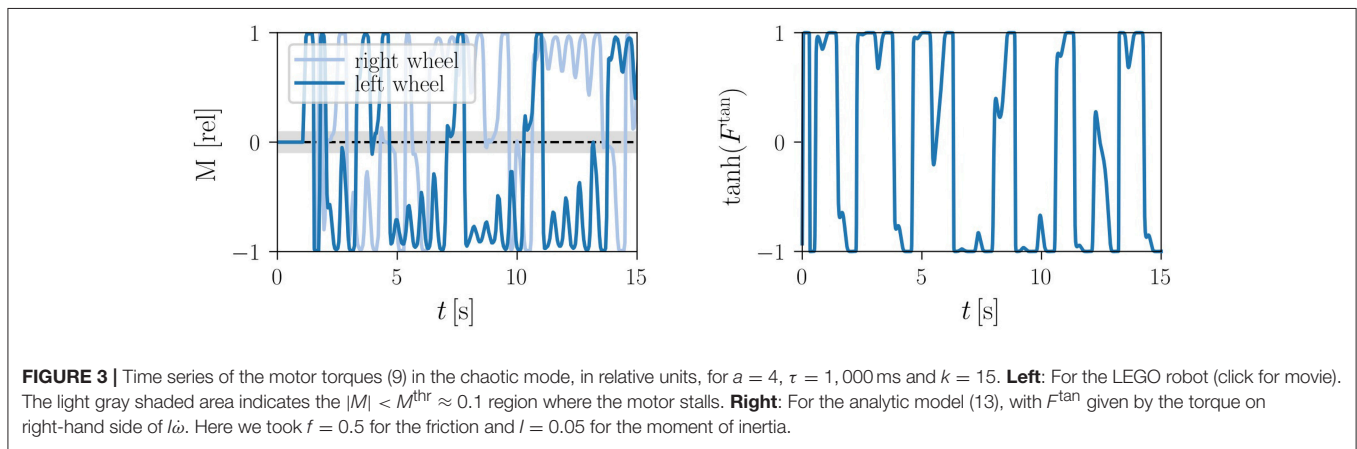 1
0
−1
M [rel]
right wheel
left wheel
0
5
10
15
t [s]
1
0
−1
tanh(F^tan)
0
5
10
15
t [s]
FIGURE 3 | Time series of the motor torques (9) in the chaotic mode, in relative units, for a = 4, τ = 1, 000 ms and k = 15. Left: For the LEGO robot (click for movie).
The light gray shaded area indicates the |M| < M^thr ≈ 0.1 region where the motor stalls. Right: For the analytic model (13), with F^tan given by the torque on
right-hand side of Iω̇. Here we took f = 0.5 for the friction and I = 0.05 for the moment of inertia.